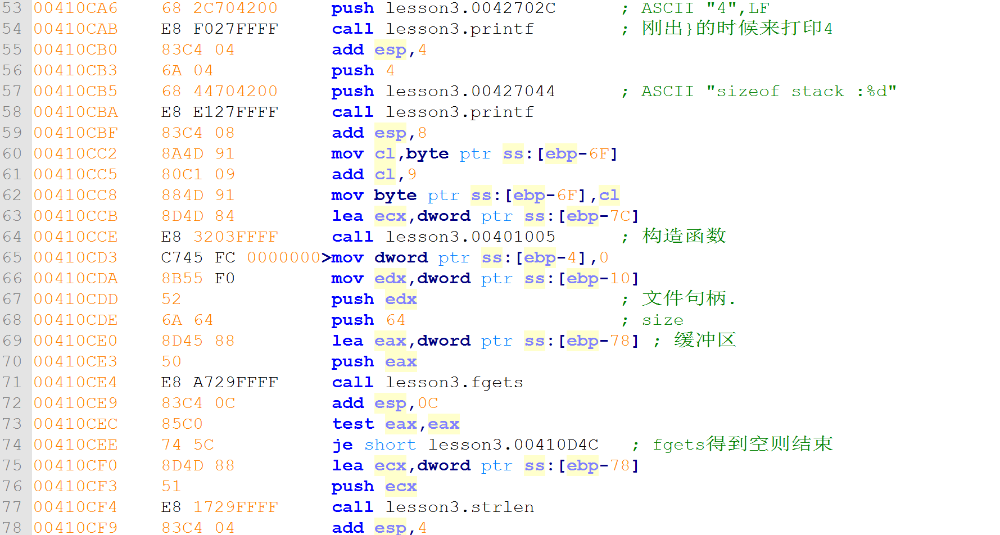 53 00410CA6 68 2C704200 push lesson3.0042702C ; ASCII "4",LF
54 00410CAB E8 F027FFFF call lesson3.printf ; 刚出}的时候来打印4
55 00410CB0 83C4 04 add esp,4
56 00410CB3 6A 04 push 4
57 00410CB5 68 44704200 push lesson3.00427044 ; ASCII "sizeof stack :%d"
58 00410CBA E8 E127FFFF call lesson3.printf
59 00410CBF 83C4 08 add esp,8
60 00410CC2 8A4D 91 mov cl,byte ptr ss:[ebp-6F]
61 00410CC5 80C1 09 add cl,9
62 00410CC8 884D 91 mov byte ptr ss:[ebp-6F],cl
63 00410CCB 8D4D 84 lea ecx,dword ptr ss:[ebp-7C]
64 00410CCE E8 3203FFFF call lesson3.00401005 ; 构造函数
65 00410CD3 C745 FC 0000000>mov dword ptr ss:[ebp-4],0
66 00410CDA 8B55 F0 mov edx,dword ptr ss:[ebp-10]
67 00410CDD 52 push edx ; 文件句柄.
68 00410CDE 6A 64 push 64 ; size
69 00410CE0 8D45 88 lea eax,dword ptr ss:[ebp-78] ; 缓冲区
70 00410CE3 50 push eax
71 00410CE4 E8 A729FFFF call lesson3.fgets
72 00410CE9 83C4 0C add esp,0C
73 00410CEC 85C0 test eax,eax
74 00410CEE 74 5C je short lesson3.00410D4C ; fgets得到空则结束
75 00410CF0 8D4D 88 lea ecx,dword ptr ss:[ebp-78]
76 00410CF3 51 push ecx
77 00410CF4 E8 1729FFFF call lesson3.strlen
78 00410CF9 83C4 04 add esp,4